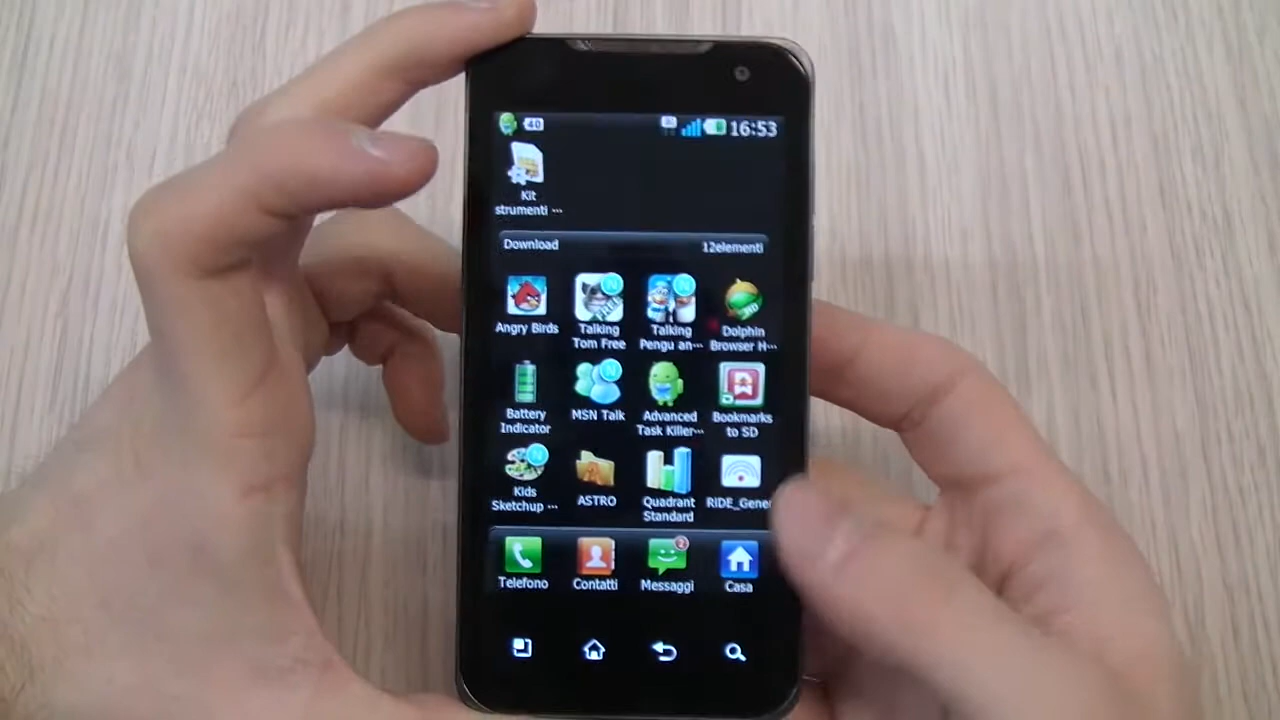 40
16:53
Kit
strumenti ...
Download 12elementi
Angry Birds
Talking
Tom Free
Talking
Pengu an...
Dolphin
Browser H...
Battery
Indicator
MSN Talk
Advanced
Task Killer...
Bookmarks
to SD
Kids
Sketchup ...
ASTRO
Quadrant
Standard
RIDE_Gene
2
Telefono
Contatti
Messaggi
Casa